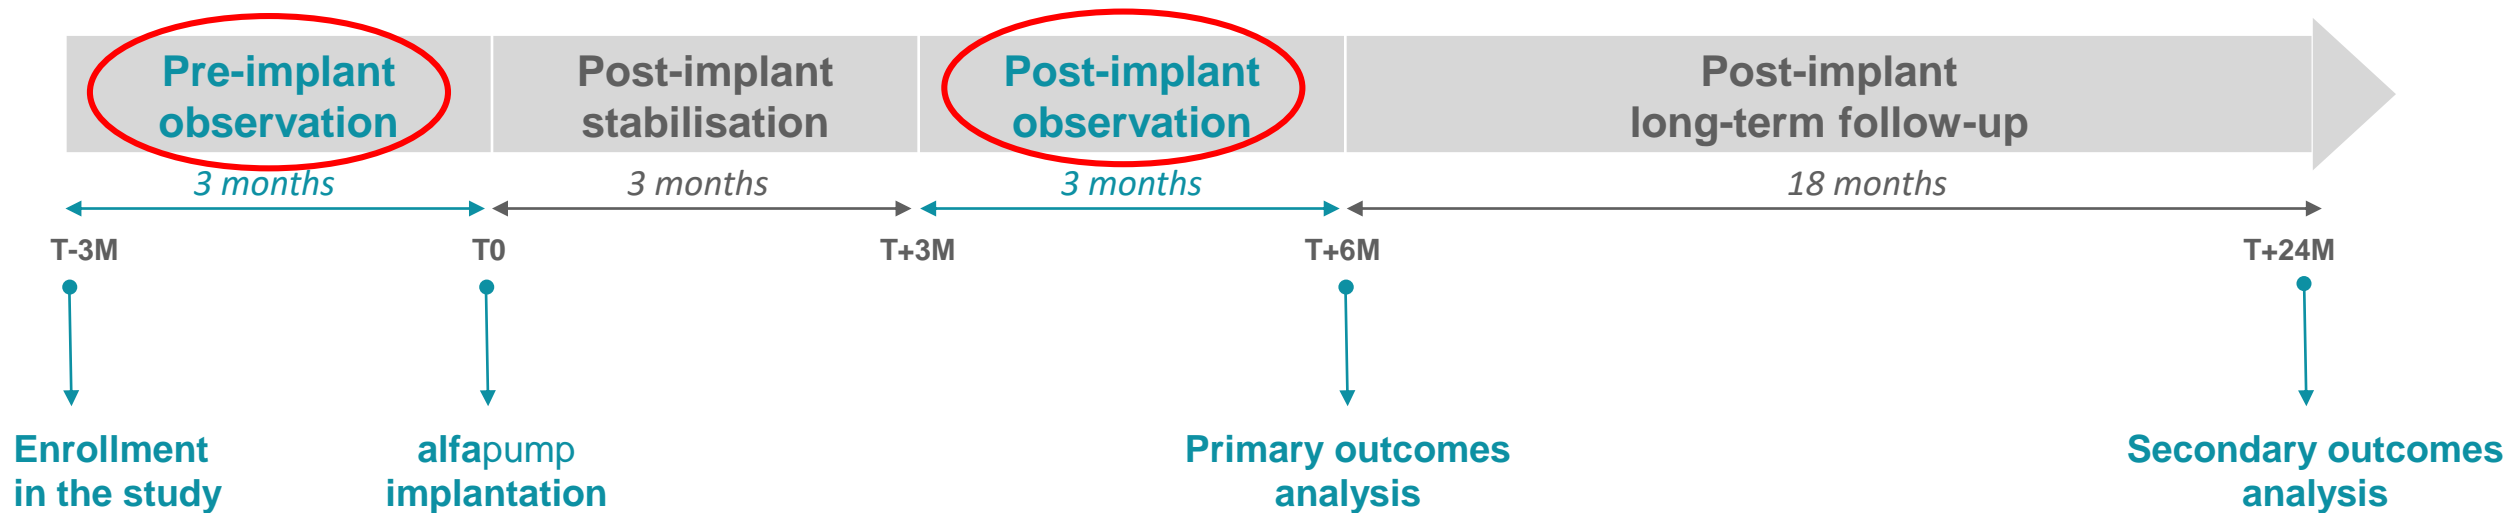 Pre-implant
observation
Post-implant
stabilisation
Post-implant
observation
Post-implant
long-term follow-up
3 months
3 months
3 months
18 months
T-3M
T0
T+3M
T+6M
T+24M
Enrollment
in the study
alfapump
implantation
Primary outcomes
analysis
Secondary outcomes
analysis